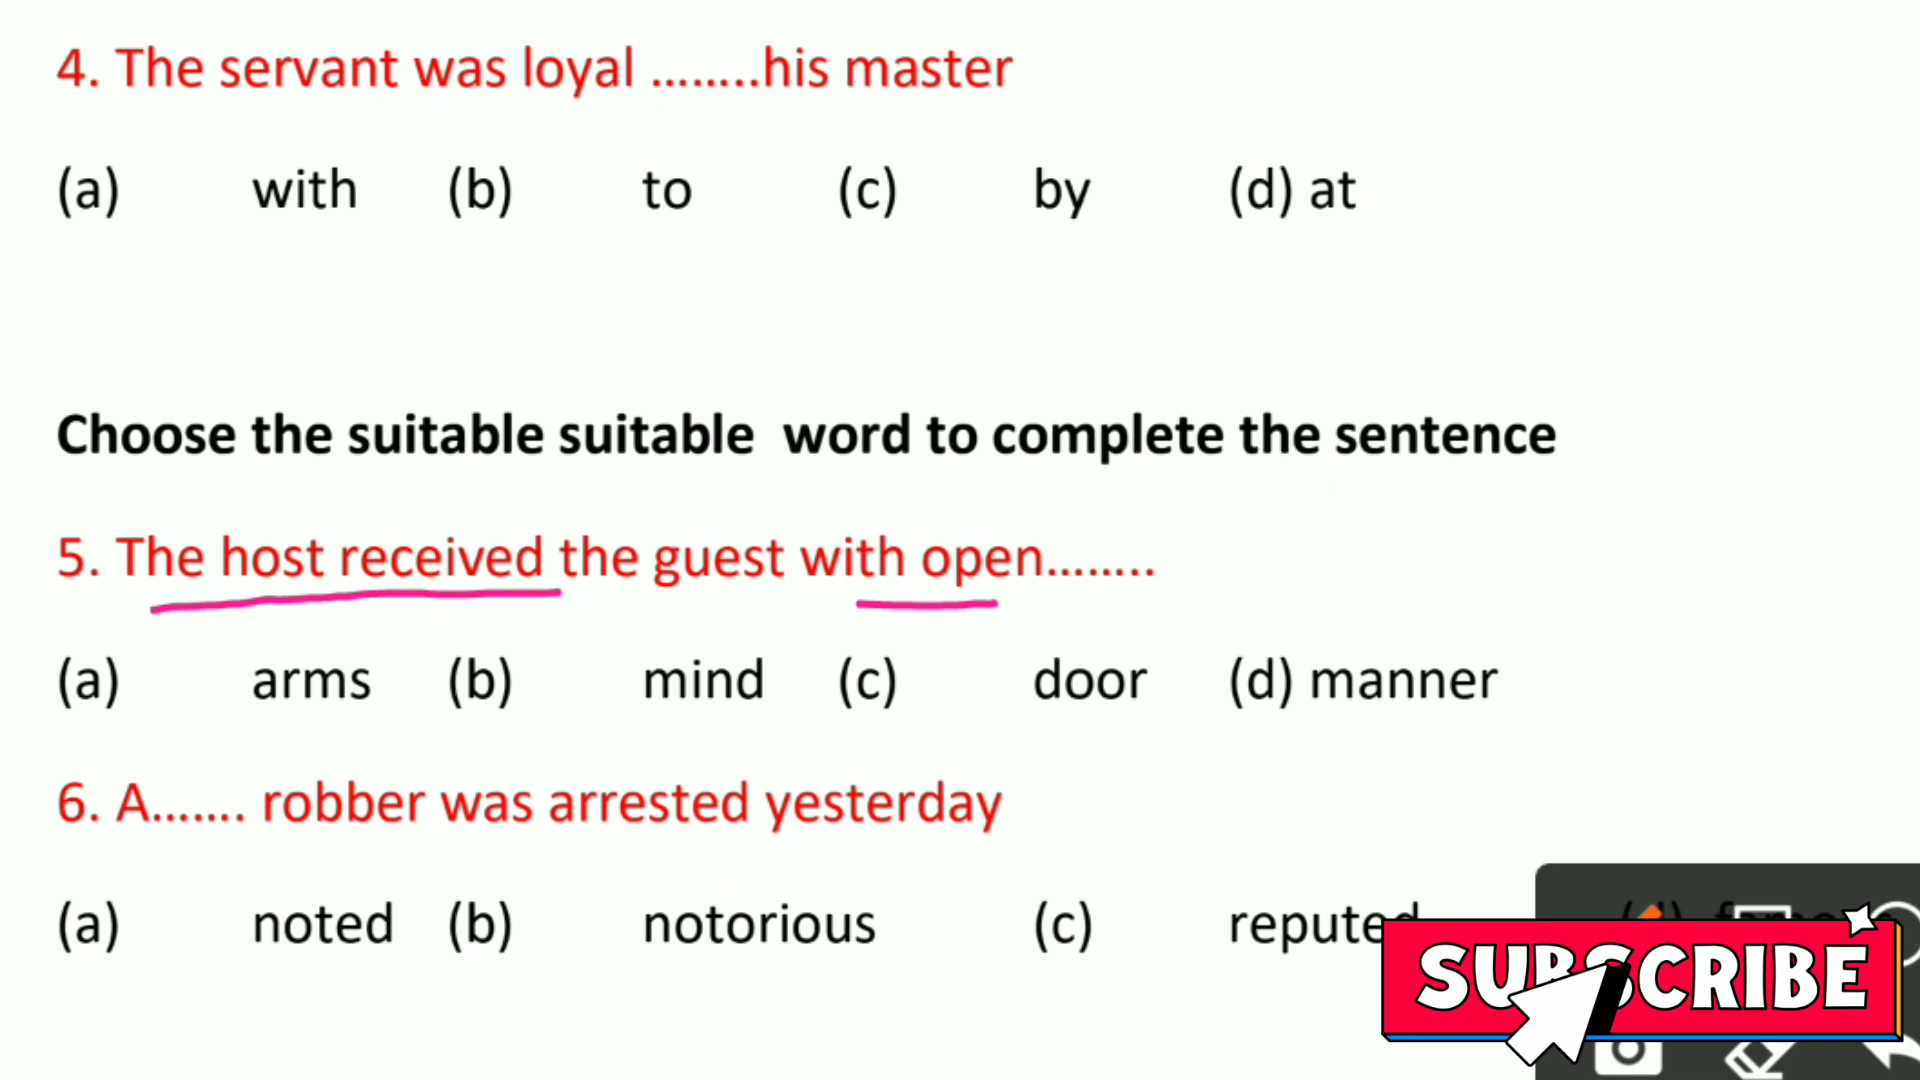 4. The servant was loyal ........his master
(a) with (b) to (c) by (d) at
Choose the suitable suitable word to complete the sentence
5. The host received the guest with open........
(a) arms (b) mind (c) door (d) manner
6. A....... robber was arrested yesterday
(a) noted (b) notorious (c) reputed (d)
SUBSCRIBE